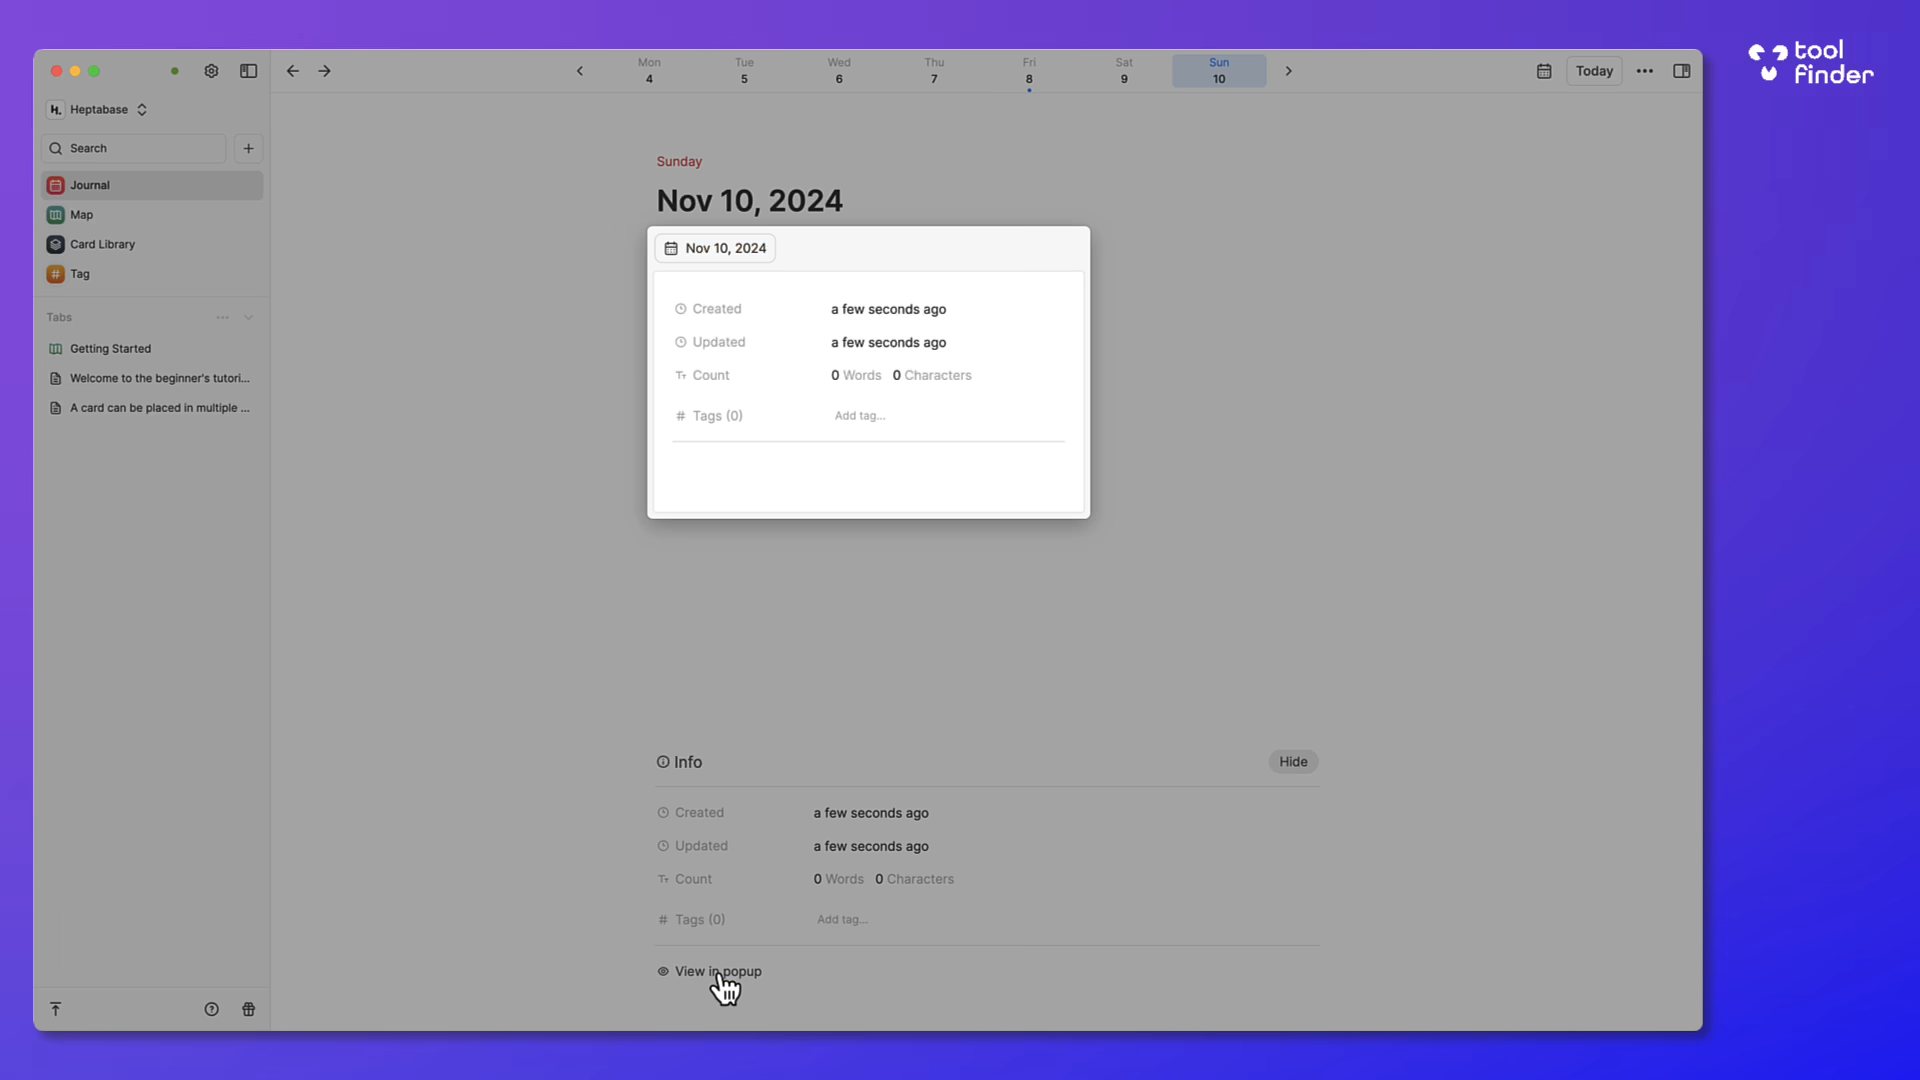 tool
finder
Mon Tue Wed Thu Fri Sat Sun
4 5 6 7 8 9 10
Today
H. Heptabase
Search
Journal
Map
Card Library
Tag
Tabs
Getting Started
Welcome to the beginner's tutori...
A card can be placed in multiple ...
Sunday
Nov 10, 2024
Nov 10, 2024
Created a few seconds ago
Updated a few seconds ago
Count 0 Words 0 Characters
# Tags (0) Add tag...
Info Hide
Created a few seconds ago
Updated a few seconds ago
Count 0 Words 0 Characters
# Tags (0) Add tag...
View in popup